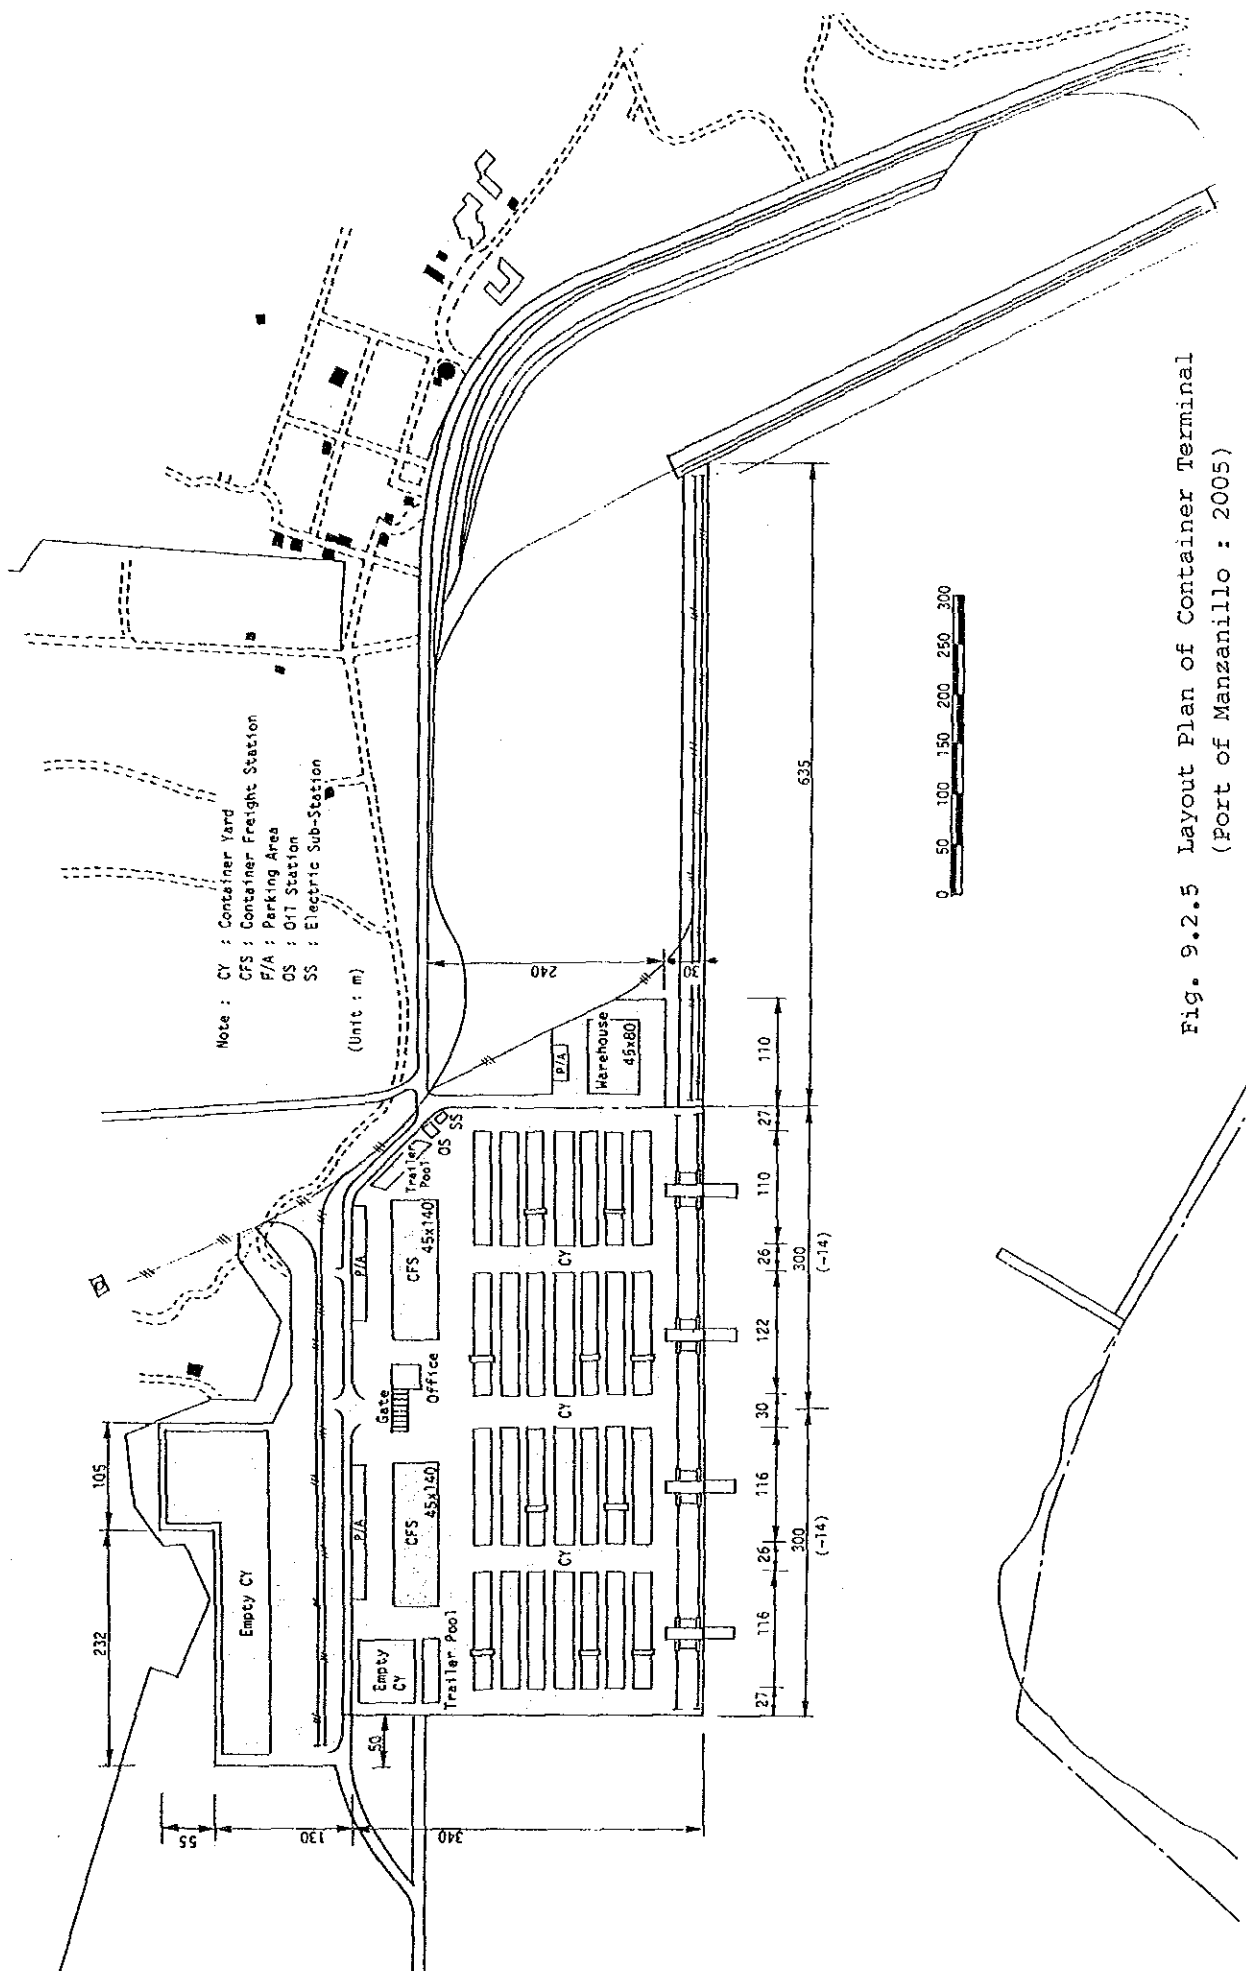 Note : CY : Container Yard
CFS : Container Freight Station
P/A : Parking Area
OS : Oil Station
SS : Electric Sub-Station
(Unit : m)
105
232
55
130
340
50
Empty CY
Empty
CY
Trailer Pool
P/A
CFS
45x140
Gate
Office
P/A
CFS
45x140
Trailer
Pool
OS
SS
CY
CY
CY
P/A
Warehouse
45x80
240
30
27
116
26
116
30
122
26
110
27
110
300
(-14)
300
(-14)
635
0
50
100
150
200
250
300
Fig. 9.2.5 Layout Plan of Container Terminal
(Port of Manzanillo : 2005)